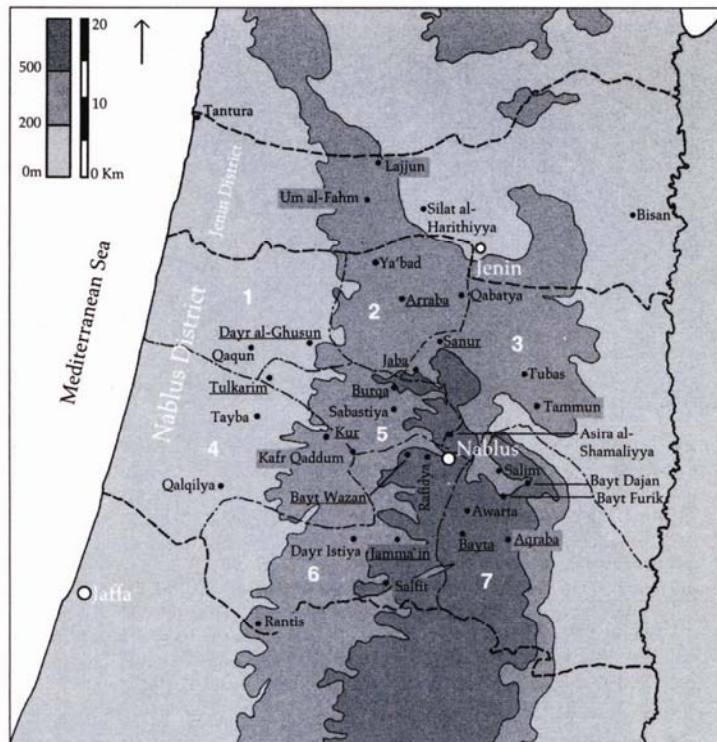 20
500
10
200
0m
0 Km
Tantura
Jenin District
Lajjun
Um al-Fahm
Silat al-
Harithiyya
Bisan
Jenin
Mediterranean Sea
Nablus District
Ya'bad
1
2
Arraba
Qabatya
Dayr al-Ghusun
Qaqun
Sanur
3
Jaba
Tubas
Tulkarim
Burqa
Tammun
Sabastiya
Tayba
Kur
5
Asira al-
Shamaliyya
4
Kafr Qaddum
Nablus
Rafidya
Salim
Bayt Dajan
Qalqilya
Bayt Wazan
Bayt Furik
Awarta
Dayr Istiya
Jamma'in
Bayta
Aqraba
6
7
Jaffa
Salfit
Rantis